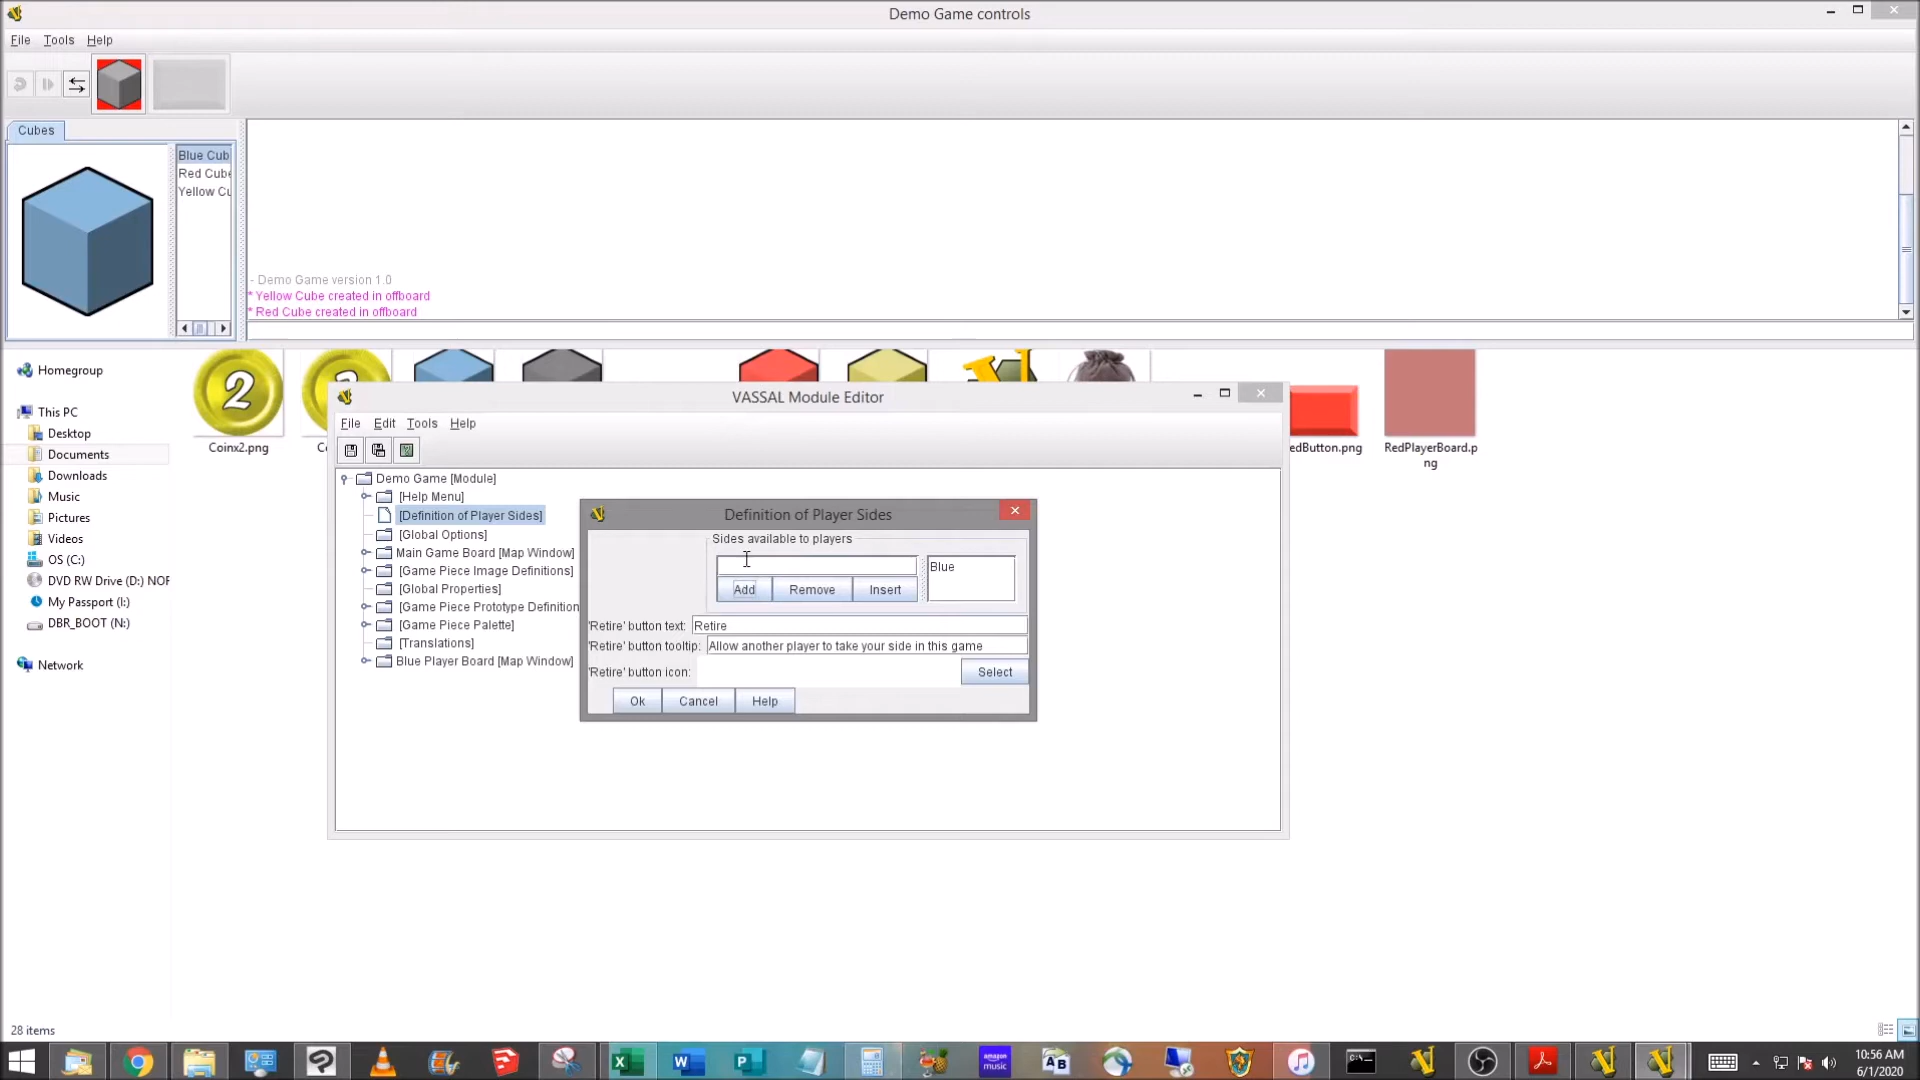 Demo Game controls
File Tools Help
Cubes
Blue Cub
Red Cube
Yellow Cu
- Demo Game version 1.0
* Yellow Cube created in offboard
* Red Cube created in offboard
Homegroup
This PC
Desktop
Documents
Downloads
Music
Pictures
Videos
OS (C:)
DVD RW Drive (D:) NOF
My Passport (I:)
DBR_BOOT (N:)
Network
Coinx2.png
edButton.png
RedPlayerBoard.p
ng
VASSAL Module Editor
File Edit Tools Help
Demo Game [Module]
[Help Menu]
[Definition of Player Sides]
[Global Options]
Main Game Board [Map Window]
[Game Piece Image Definitions]
[Global Properties]
[Game Piece Prototype Definition
[Game Piece Palette]
[Translations]
Blue Player Board [Map Window]
Definition of Player Sides
Sides available to players
Blue
Add Remove Insert
'Retire' button text: Retire
'Retire' button tooltip: Allow another player to take your side in this game
'Retire' button icon: Select
Ok Cancel Help
28 items
amazon music
10:56 AM
6/1/2020